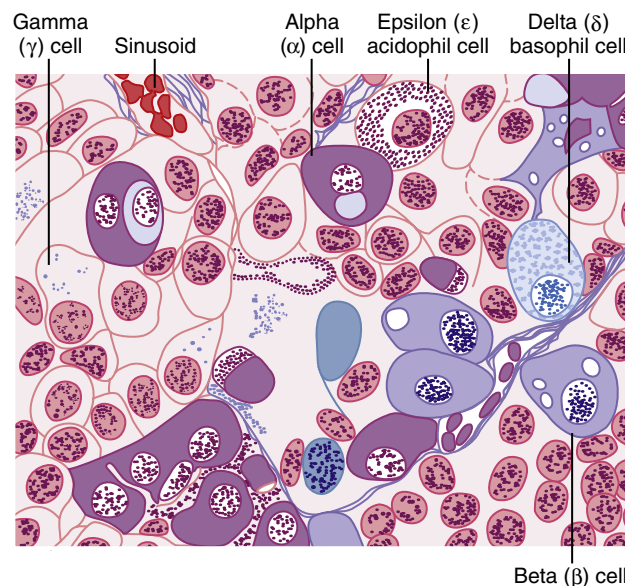 Gamma
(γ) cell
Sinusoid
Alpha
(α) cell
Epsilon (ε)
acidophil cell
Delta (δ)
basophil cell
Beta (β) cell